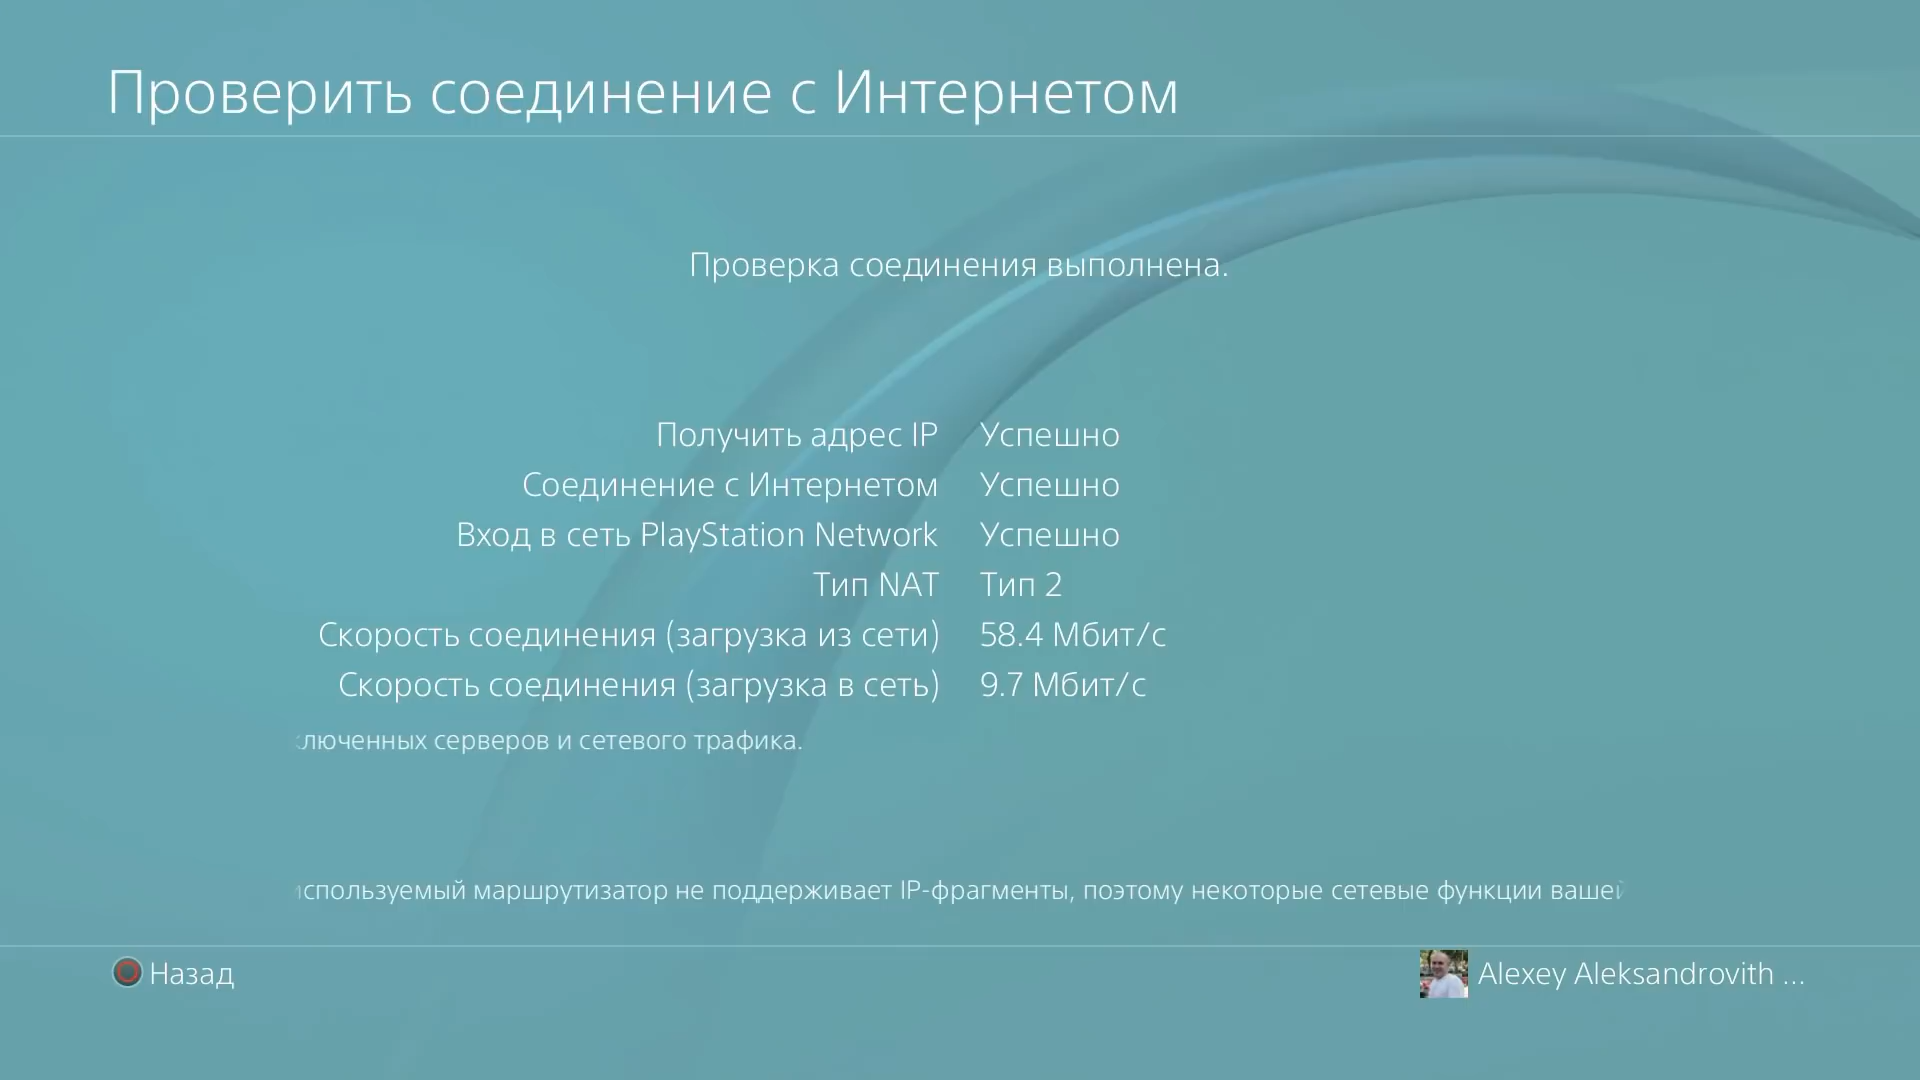 Проверить соединение с Интернетом
Проверка соединения выполнена.
Получить адрес IP Успешно
Соединение с Интернетом Успешно
Вход в сеть PlayStation Network Успешно
Тип NAT Тип 2
Скорость соединения (загрузка из сети) 58.4 Мбит/с
Скорость соединения (загрузка в сеть) 9.7 Мбит/с
ключенных серверов и сетевого трафика.
используемый маршрутизатор не поддерживает IP-фрагменты, поэтому некоторые сетевые функции вашей
Назад
Alexey Aleksandrovith ...